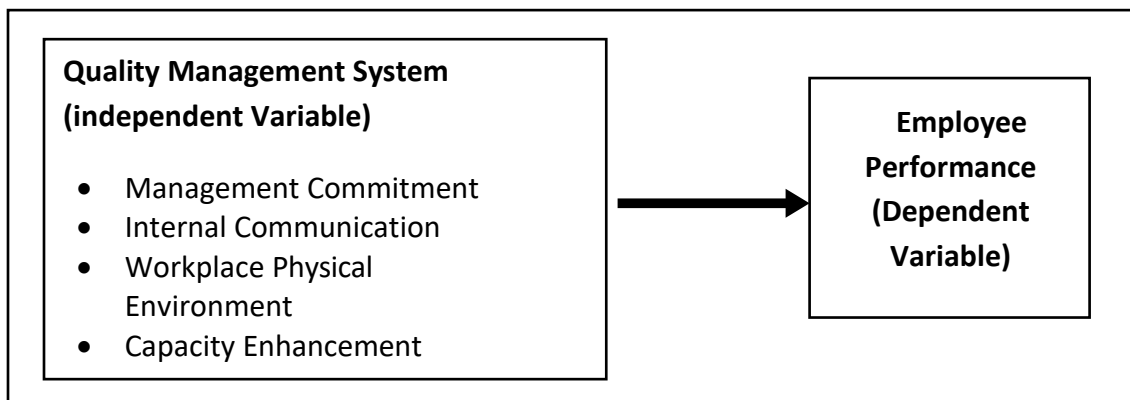 Quality Management System
(independent Variable)
• Management Commitment
• Internal Communication
• Workplace Physical
Environment
• Capacity Enhancement
Employee
Performance
(Dependent
Variable)